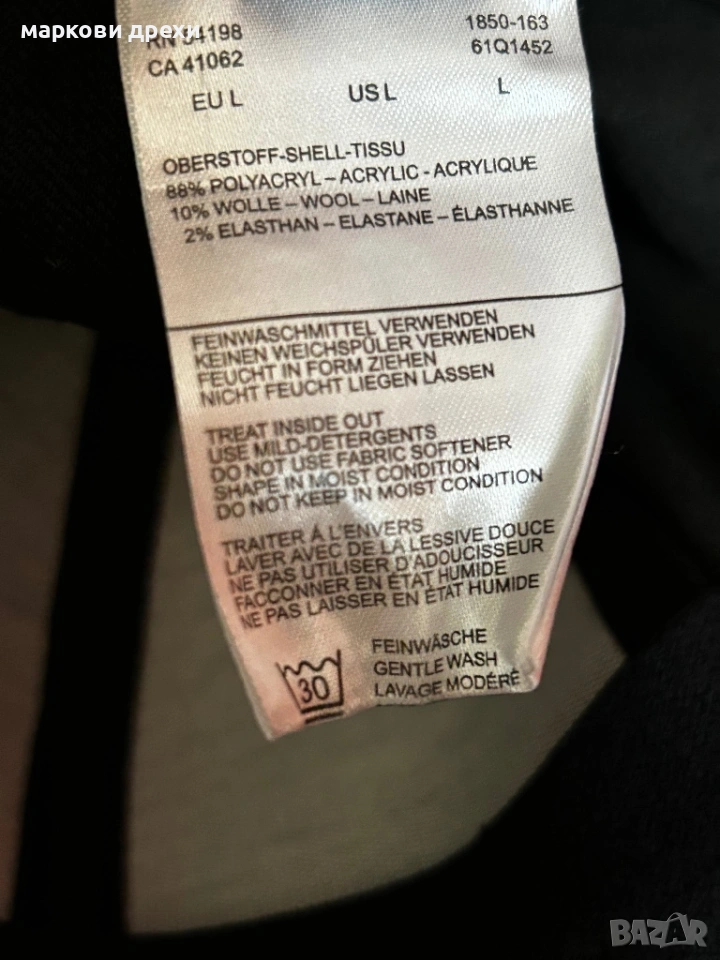 маркови дрехи
RN 54198
CA 41062
1850-163
61Q1452
EU L US L L
OBERSTOFF-SHELL-TISSU
88% POLYACRYL – ACRYLIC - ACRYLIQUE
10% WOLLE – WOOL – LAINE
2% ELASTHAN – ELASTANE – ÉLASTHANNE
FEINWASCHMITTEL VERWENDEN
KEINEN WEICHSPÜLER VERWENDEN
FEUCHT IN FORM ZIEHEN
NICHT FEUCHT LIEGEN LASSEN
TREAT INSIDE OUT
USE MILD-DETERGENTS
DO NOT USE FABRIC SOFTENER
SHAPE IN MOIST CONDITION
DO NOT KEEP IN MOIST CONDITION
TRAITER À L'ENVERS
LAVER AVEC DE LA LESSIVE DOUCE
NE PAS UTILISER D'ADOUCISSEUR
FACCONNER EN ÉTAT HUMIDE
NE PAS LAISSER EN ÉTAT HUMIDE
30
FEINWÄSCHE
GENTLE WASH
LAVAGE MODÉRÉ
BAZAR